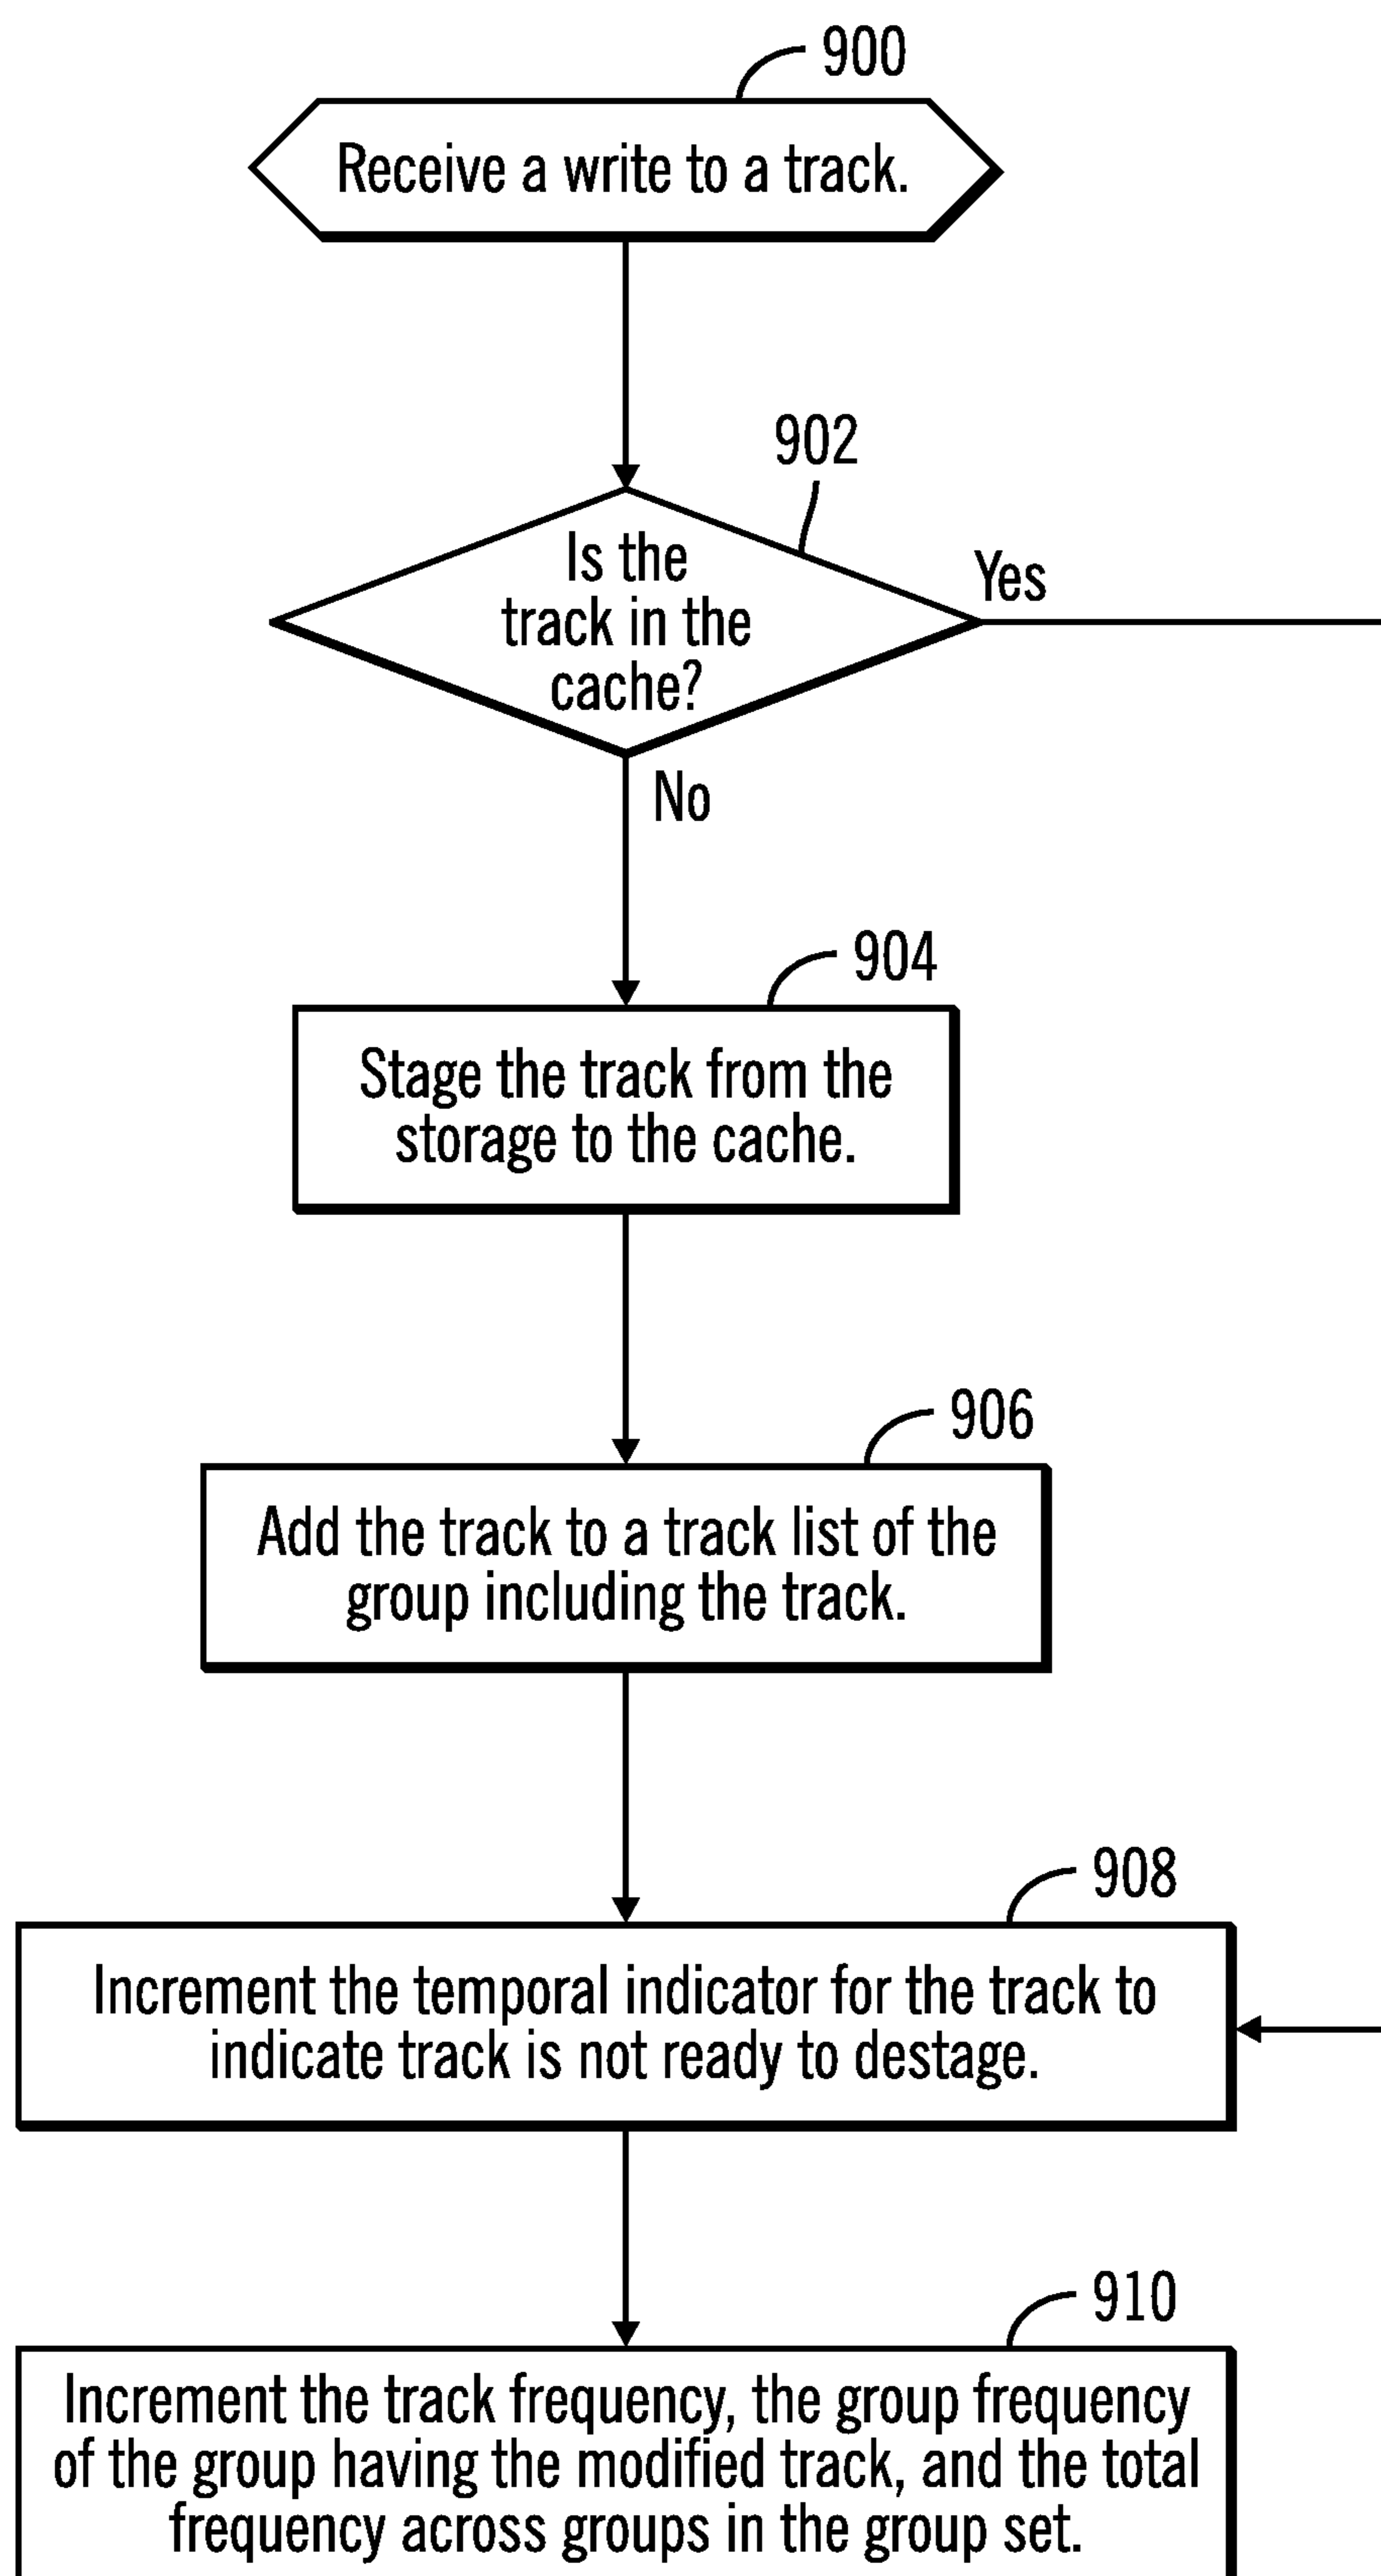 900
Receive a write to a track.
902
Is the
track in the
cache?
Yes
No
904
Stage the track from the
storage to the cache.
906
Add the track to a track list of the
group including the track.
908
Increment the temporal indicator for the track to
indicate track is not ready to destage.
910
Increment the track frequency, the group frequency
of the group having the modified track, and the total
frequency across groups in the group set.